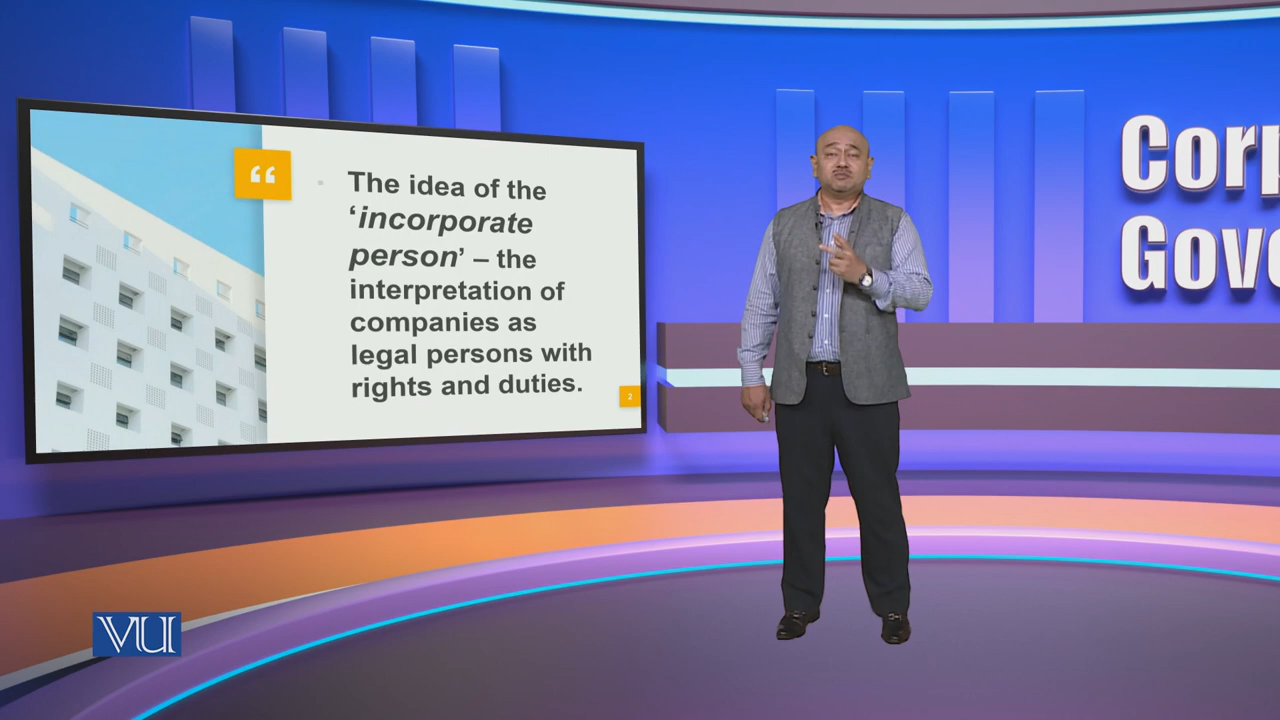 “
The idea of the
‘incorporate
person’ – the
interpretation of
companies as
legal persons with
rights and duties.
2
Corp
Gove
VU